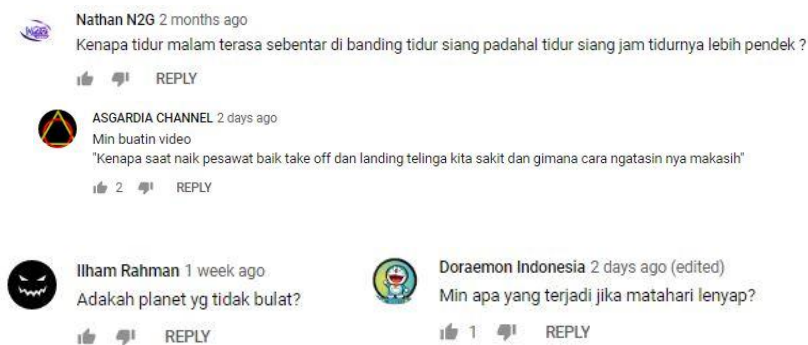 Nathan N2G 2 months ago
Kenapa tidur malam terasa sebentar di banding tidur siang padahal tidur siang jam tidurnya lebih pendek ?
REPLY
ASGARDIA CHANNEL 2 days ago
Min buatin video
"Kenapa saat naik pesawat baik take off dan landing telinga kita sakit dan gimana cara ngatasin nya makasih"
2 REPLY
Ilham Rahman 1 week ago
Adakah planet yg tidak bulat?
REPLY
Doraemon Indonesia 2 days ago (edited)
Min apa yang terjadi jika matahari lenyap?
1 REPLY